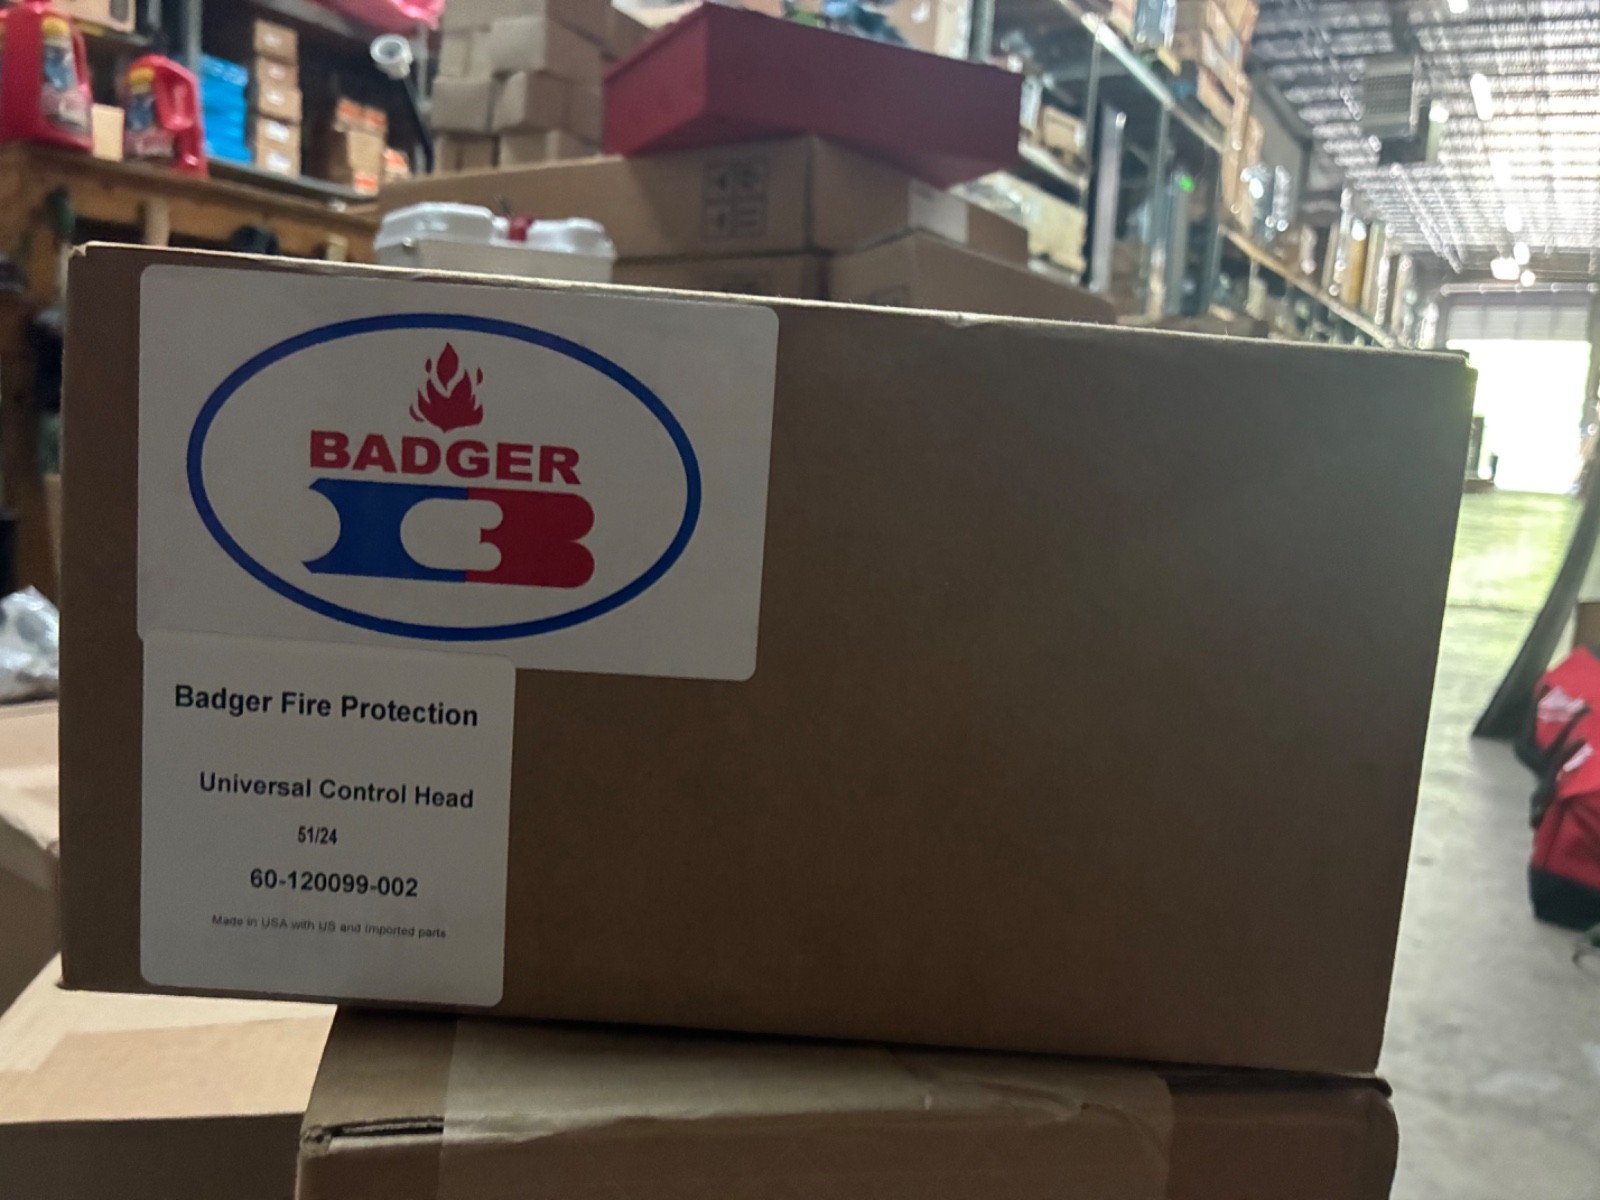 BADGER
B
Badger Fire Protection
Universal Control Head
51/24
60-120099-002
Made in USA with US and Imported parts